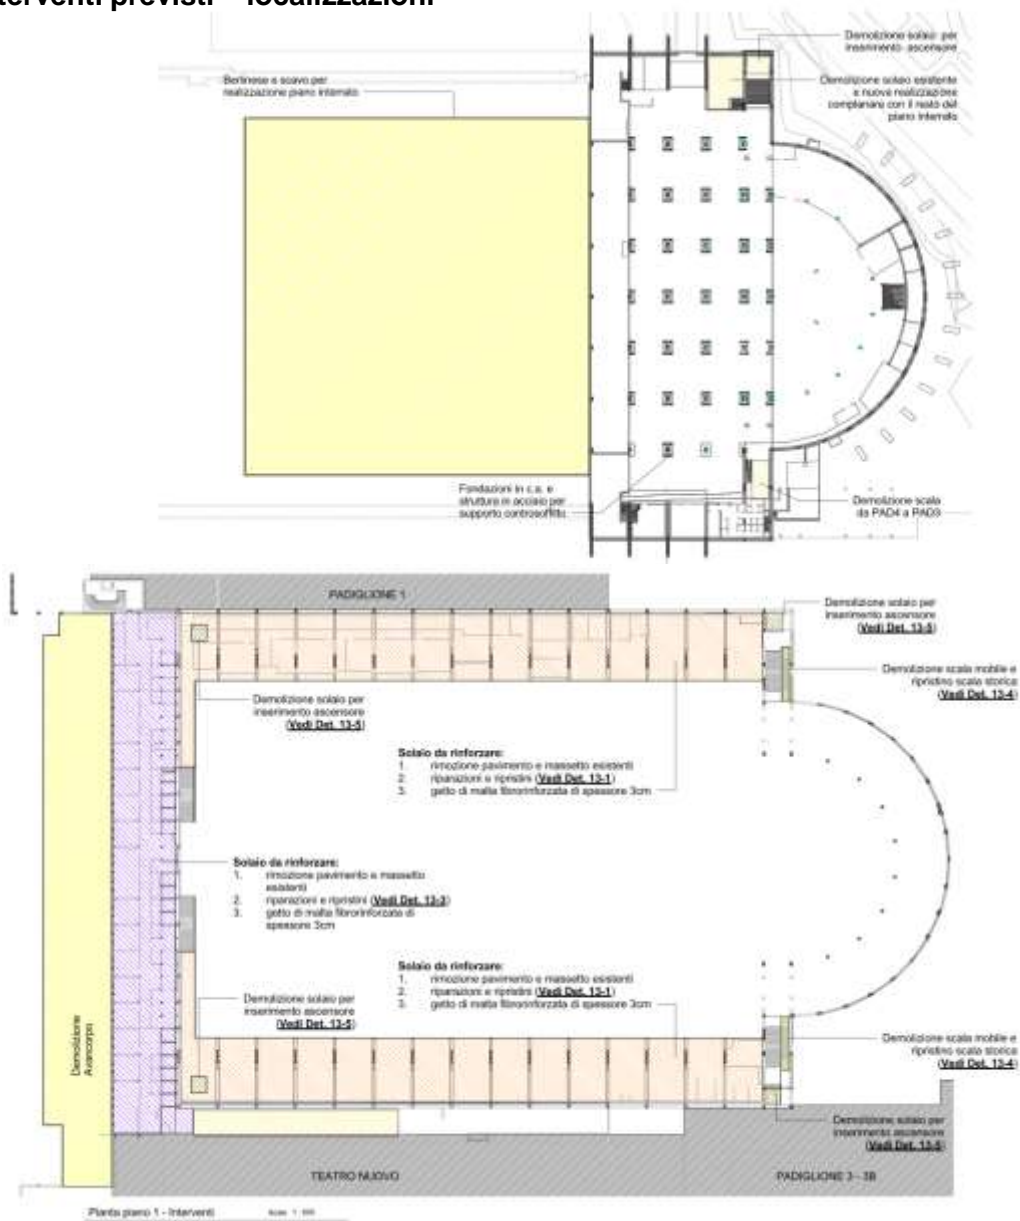 terventi previsti – localizzazioni
Demolizione solaio per
inserimento ascensore
Berlinese e scavo per
realizzazione piano interrato
Demolizione solaio esistente
e nuova realizzazione
complanare con il resto del
piano interrato
Fondazioni in c.a. e
struttura in acciaio per
supporto controsoffitto
Demolizione scala
da PAD4 a PAD3
PADIGLIONE 1
Demolizione solaio per
inserimento ascensore
(Vedi Det. 13-5)
Demolizione scala mobile e
ripristino scala storica
(Vedi Det. 13-4)
Demolizione solaio per
inserimento ascensore
(Vedi Det. 13-5)
Solaio da rinforzare:
1. rimozione pavimento e massetto esistenti
2. riparazioni e ripristini (Vedi Det. 13-1)
3. getto di malta fibrorinforzata di spessore 3cm
Solaio da rinforzare:
1. rimozione pavimento e massetto
esistenti
2. riparazioni e ripristini (Vedi Det. 13-3)
3. getto di malta fibrorinforzata di
spessore 3cm
Solaio da rinforzare:
1. rimozione pavimento e massetto esistenti
2. riparazioni e ripristini (Vedi Det. 13-1)
3. getto di malta fibrorinforzata di spessore 3cm
Demolizione solaio per
inserimento ascensore
(Vedi Det. 13-5)
Demolizione
Avancorpo
Demolizione scala mobile e
ripristino scala storica
(Vedi Det. 13-4)
Demolizione solaio per
inserimento ascensore
(Vedi Det. 13-5)
TEATRO NUOVO
PADIGLIONE 3 - 3B
Pianta piano 1 - Interventi